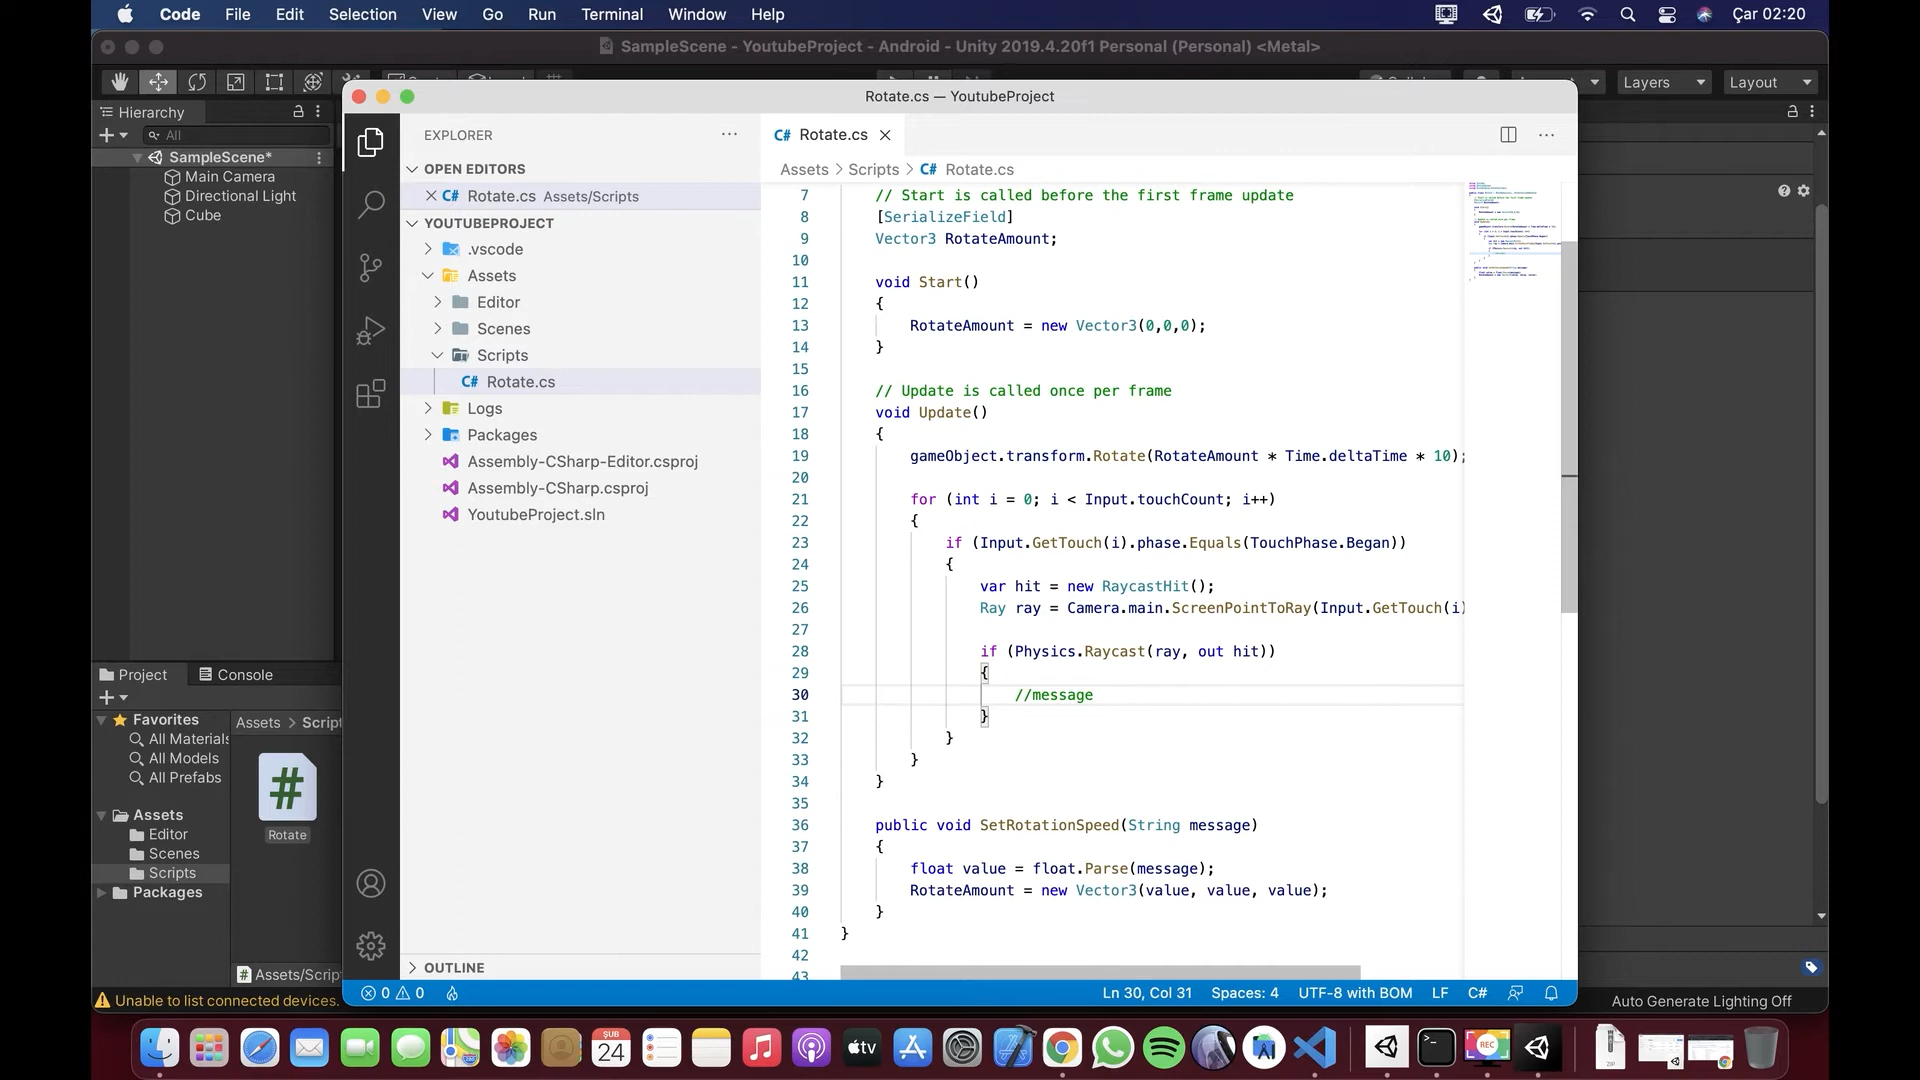 Code File Edit Selection View Go Run Terminal Window Help Çar 02:20
SampleScene - YoutubeProject - Android - Unity 2019.4.20f1 Personal (Personal) <Metal>
Layers Layout
Hierarchy
All
SampleScene*
Main Camera
Directional Light
Cube
Rotate.cs — YoutubeProject
EXPLORER
OPEN EDITORS
C# Rotate.cs Assets/Scripts
YOUTUBEPROJECT
.vscode
Assets
Editor
Scenes
Scripts
C# Rotate.cs
Logs
Packages
Assembly-CSharp-Editor.csproj
Assembly-CSharp.csproj
YoutubeProject.sln
OUTLINE
C# Rotate.cs
Assets > Scripts > C# Rotate.cs
7 // Start is called before the first frame update
8 [SerializeField]
9 Vector3 RotateAmount;
10
11 void Start()
12 {
13 RotateAmount = new Vector3(0,0,0);
14 }
15
16 // Update is called once per frame
17 void Update()
18 {
19 gameObject.transform.Rotate(RotateAmount * Time.deltaTime * 10);
20
21 for (int i = 0; i < Input.touchCount; i++)
22 {
23 if (Input.GetTouch(i).phase.Equals(TouchPhase.Began))
24 {
25 var hit = new RaycastHit();
26 Ray ray = Camera.main.ScreenPointToRay(Input.GetTouch(i)
27
28 if (Physics.Raycast(ray, out hit))
29 {
30 //message
31 }
32 }
33 }
34 }
35
36 public void SetRotationSpeed(String message)
37 {
38 float value = float.Parse(message);
39 RotateAmount = new Vector3(value, value, value);
40 }
41 }
42
43
0 0 Ln 30, Col 31 Spaces: 4 UTF-8 with BOM LF C#
Project Console
Favorites
All Materials
All Models
All Prefabs
Assets
Editor
Scenes
Scripts
Packages
Assets > Scrip
#
Rotate
Assets/Scrip
Unable to list connected devices.
Auto Generate Lighting Off
ŞUB
24
tv
REC
ZIP